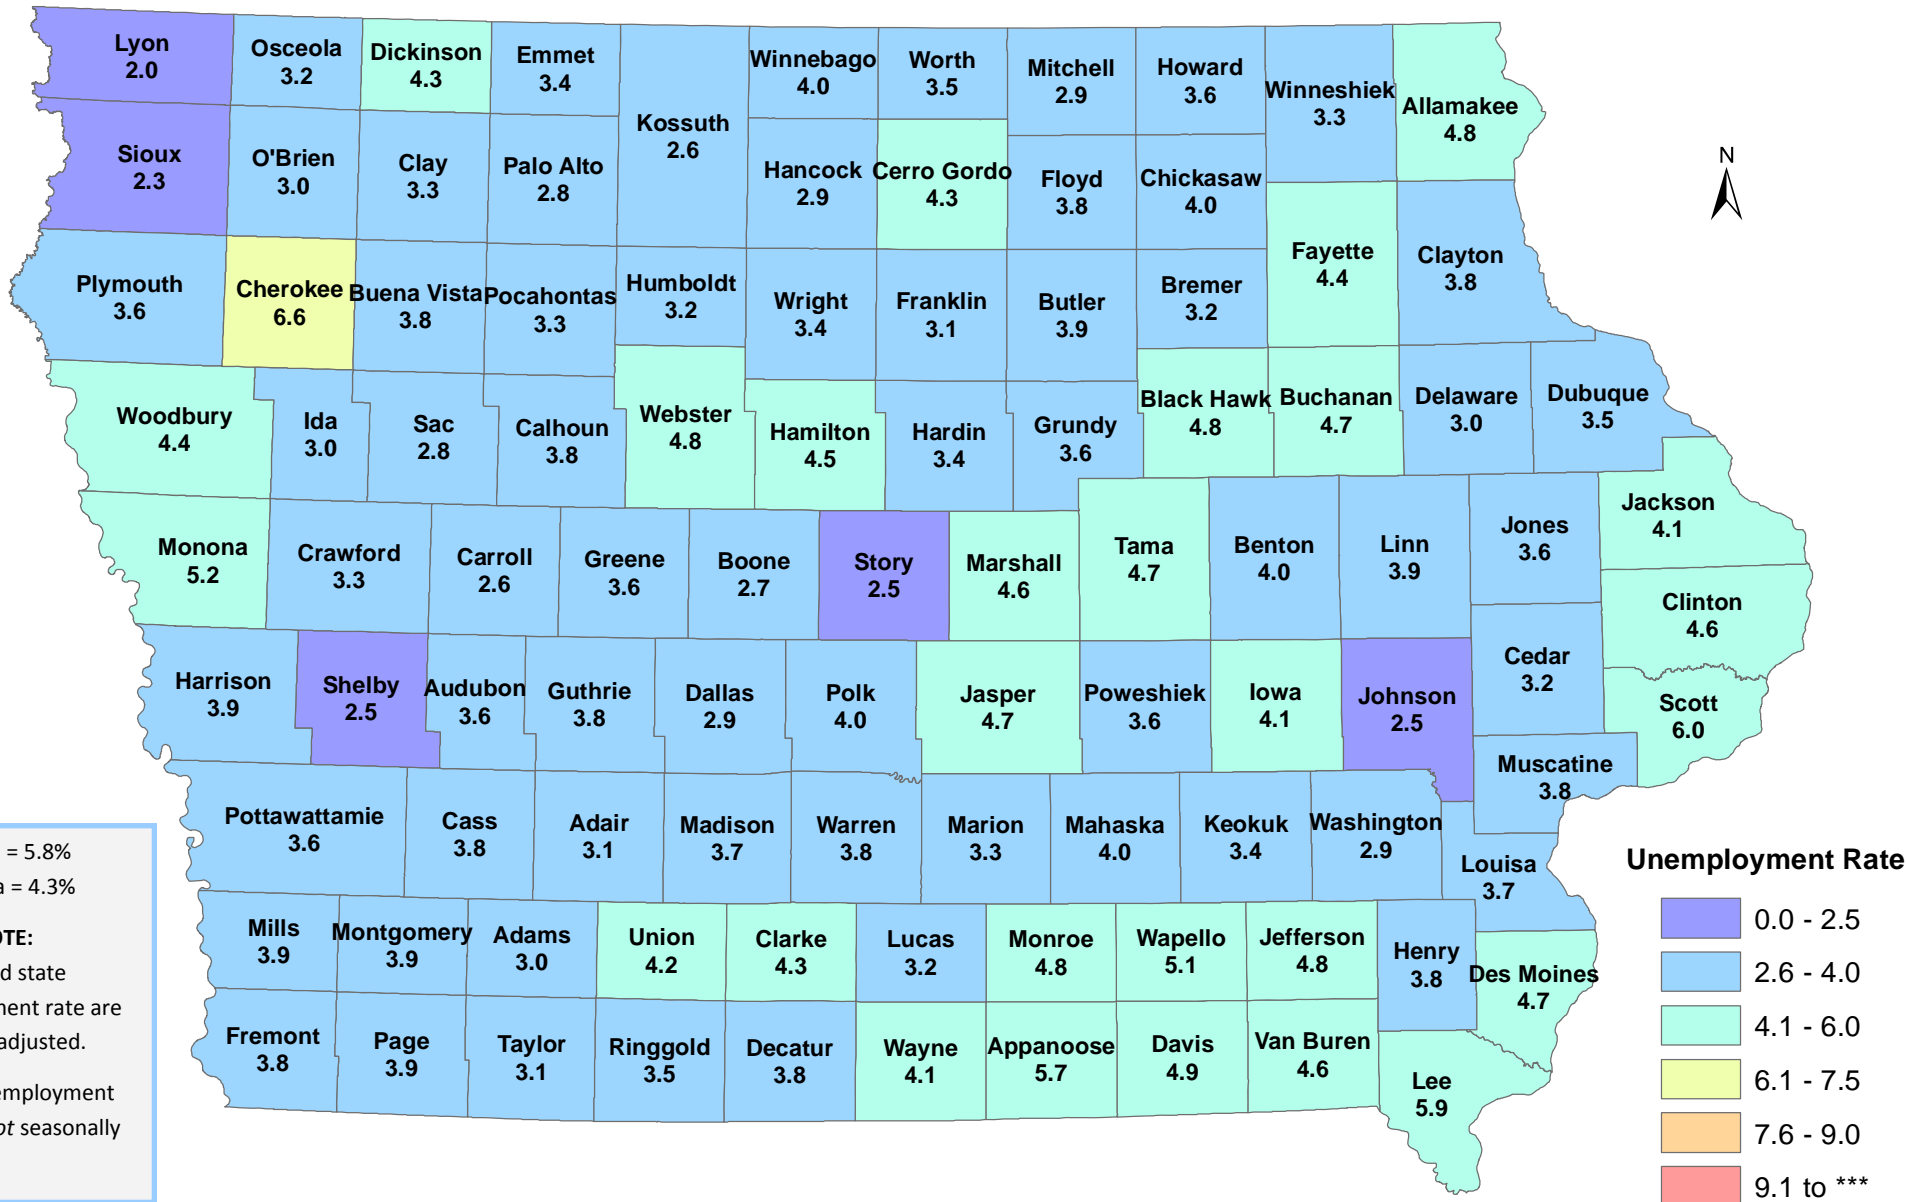 Lyon
2.0
Osceola
3.2
Dickinson
4.3
Emmet
3.4
Kossuth
2.6
Winnebago
4.0
Worth
3.5
Mitchell
2.9
Howard
3.6
Winneshiek
3.3
Allamakee
4.8
Sioux
2.3
O'Brien
3.0
Clay
3.3
Palo Alto
2.8
Hancock
2.9
Cerro Gordo
4.3
Floyd
3.8
Chickasaw
4.0
N
Plymouth
3.6
Cherokee
6.6
Buena Vista
3.8
Pocahontas
3.3
Humboldt
3.2
Wright
3.4
Franklin
3.1
Butler
3.9
Bremer
3.2
Fayette
4.4
Clayton
3.8
Woodbury
4.4
Ida
3.0
Sac
2.8
Calhoun
3.8
Webster
4.8
Hamilton
4.5
Hardin
3.4
Grundy
3.6
Black Hawk
4.8
Buchanan
4.7
Delaware
3.0
Dubuque
3.5
Monona
5.2
Crawford
3.3
Carroll
2.6
Greene
3.6
Boone
2.7
Story
2.5
Marshall
4.6
Tama
4.7
Benton
4.0
Linn
3.9
Jones
3.6
Jackson
4.1
Clinton
4.6
Harrison
3.9
Shelby
2.5
Audubon
3.6
Guthrie
3.8
Dallas
2.9
Polk
4.0
Jasper
4.7
Poweshiek
3.6
Iowa
4.1
Johnson
2.5
Cedar
3.2
Scott
6.0
Muscatine
3.8
Pottawattamie
3.6
Cass
3.8
Adair
3.1
Madison
3.7
Warren
3.8
Marion
3.3
Mahaska
4.0
Keokuk
3.4
Washington
2.9
Louisa
3.7
Mills
3.9
Montgomery
3.9
Adams
3.0
Union
4.2
Clarke
4.3
Lucas
3.2
Monroe
4.8
Wapello
5.1
Jefferson
4.8
Henry
3.8
Des Moines
4.7
Fremont
3.8
Page
3.9
Taylor
3.1
Ringgold
3.5
Decatur
3.8
Wayne
4.1
Appanoose
5.7
Davis
4.9
Van Buren
4.6
Lee
5.9
= 5.8%
a = 4.3%
OTE:
d state
ment rate are
adjusted.
employment
ot seasonally
Unemployment Rate
0.0 - 2.5
2.6 - 4.0
4.1 - 6.0
6.1 - 7.5
7.6 - 9.0
9.1 to ***